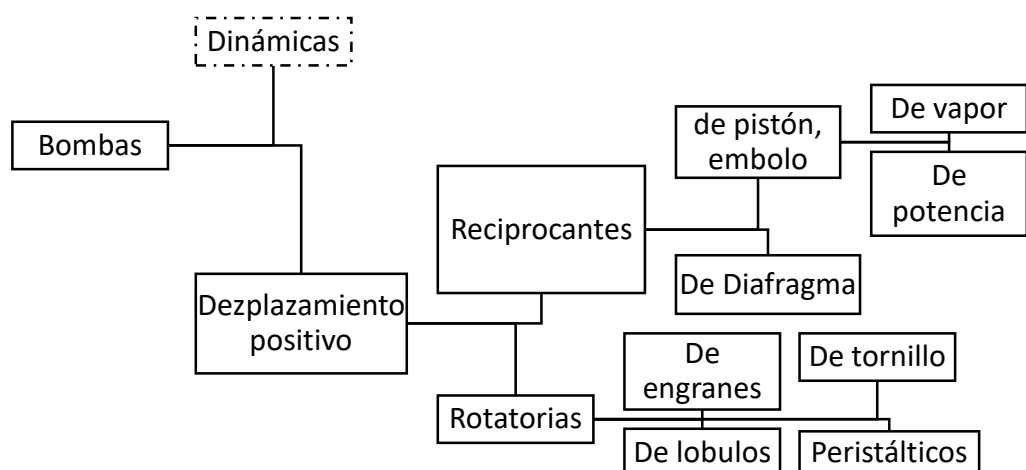 Dinámicas
Bombas
Dezplazamiento
positivo
Reciprocantes
de pistón,
embolo
De vapor
De
potencia
De Diafragma
Rotatorias
De
engranes
De lobulos
De tornillo
Peristálticos